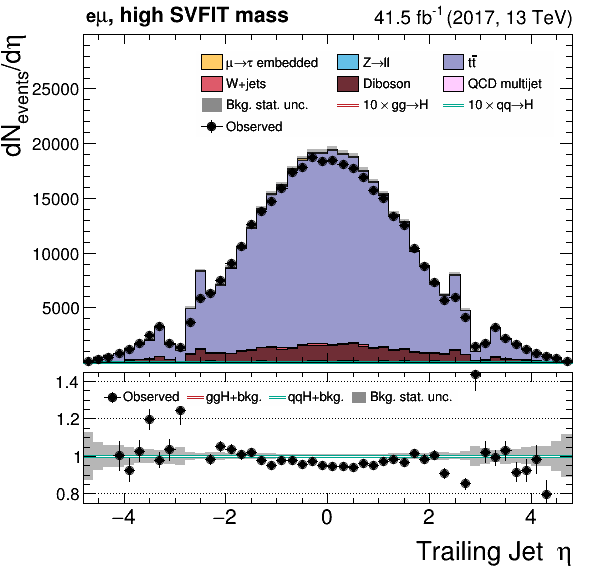 eμ, high SVFIT mass 41.5 fb⁻¹ (2017, 13 TeV)
dN_events/dη
μ→τ embedded Z→ll tt̄
W+jets Diboson QCD multijet
Bkg. stat. unc. 10 × gg→H 10 × qq→H
Observed
25000
20000
15000
10000
5000
Observed ggH+bkg. qqH+bkg. Bkg. stat. unc.
1.4
1.2
1
0.8
−4 −2 0 2 4
Trailing Jet η